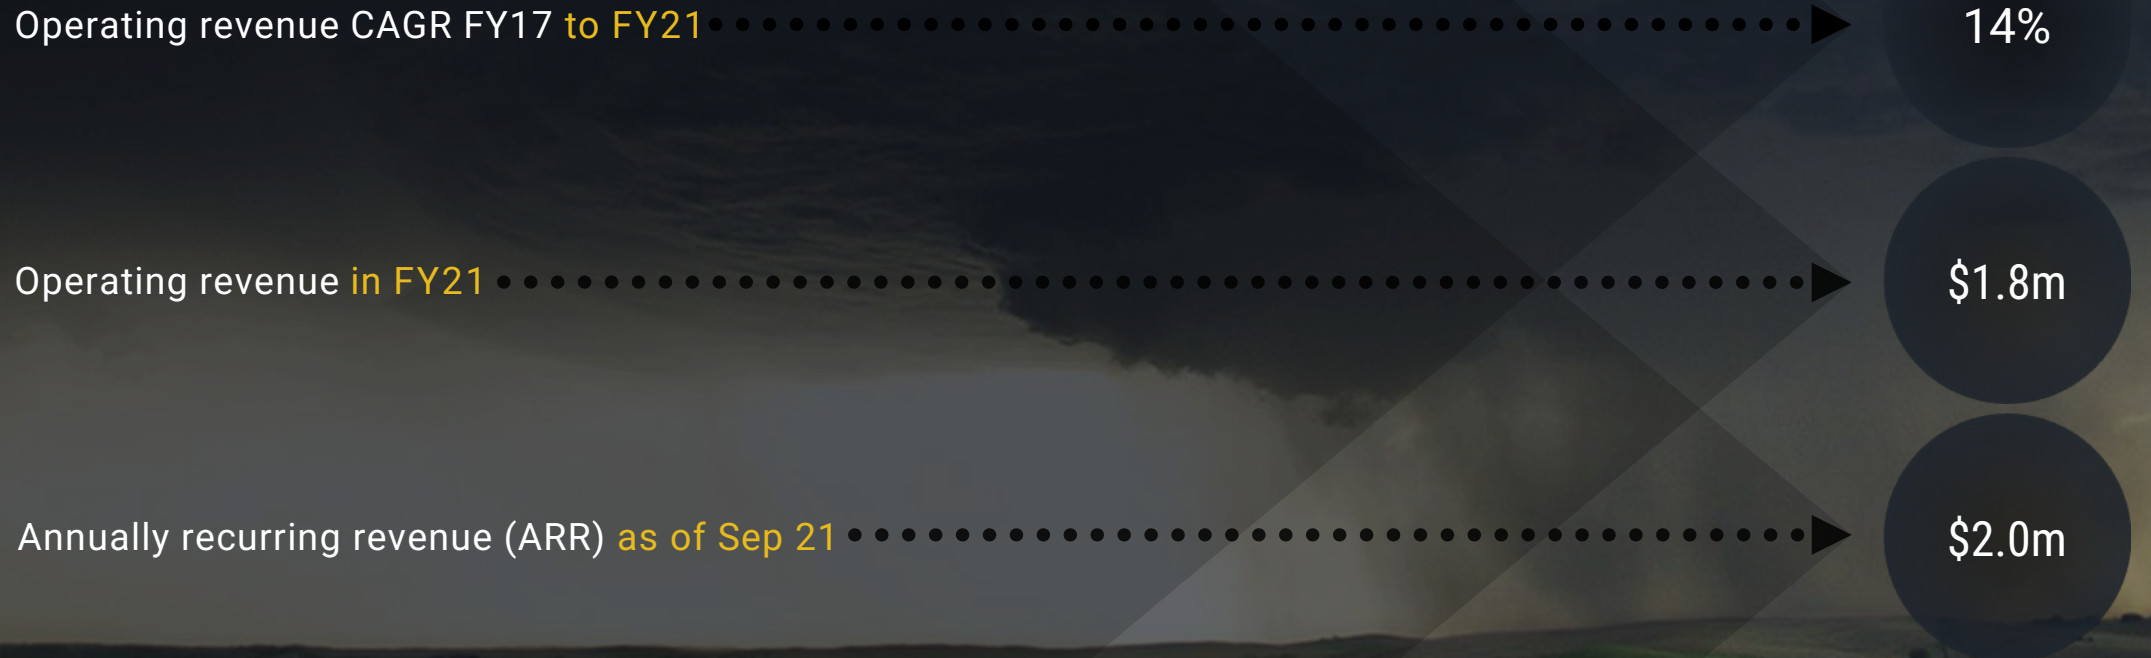 Operating revenue CAGR FY17 to FY21 14%
Operating revenue in FY21 $1.8m
Annually recurring revenue (ARR) as of Sep 21 $2.0m